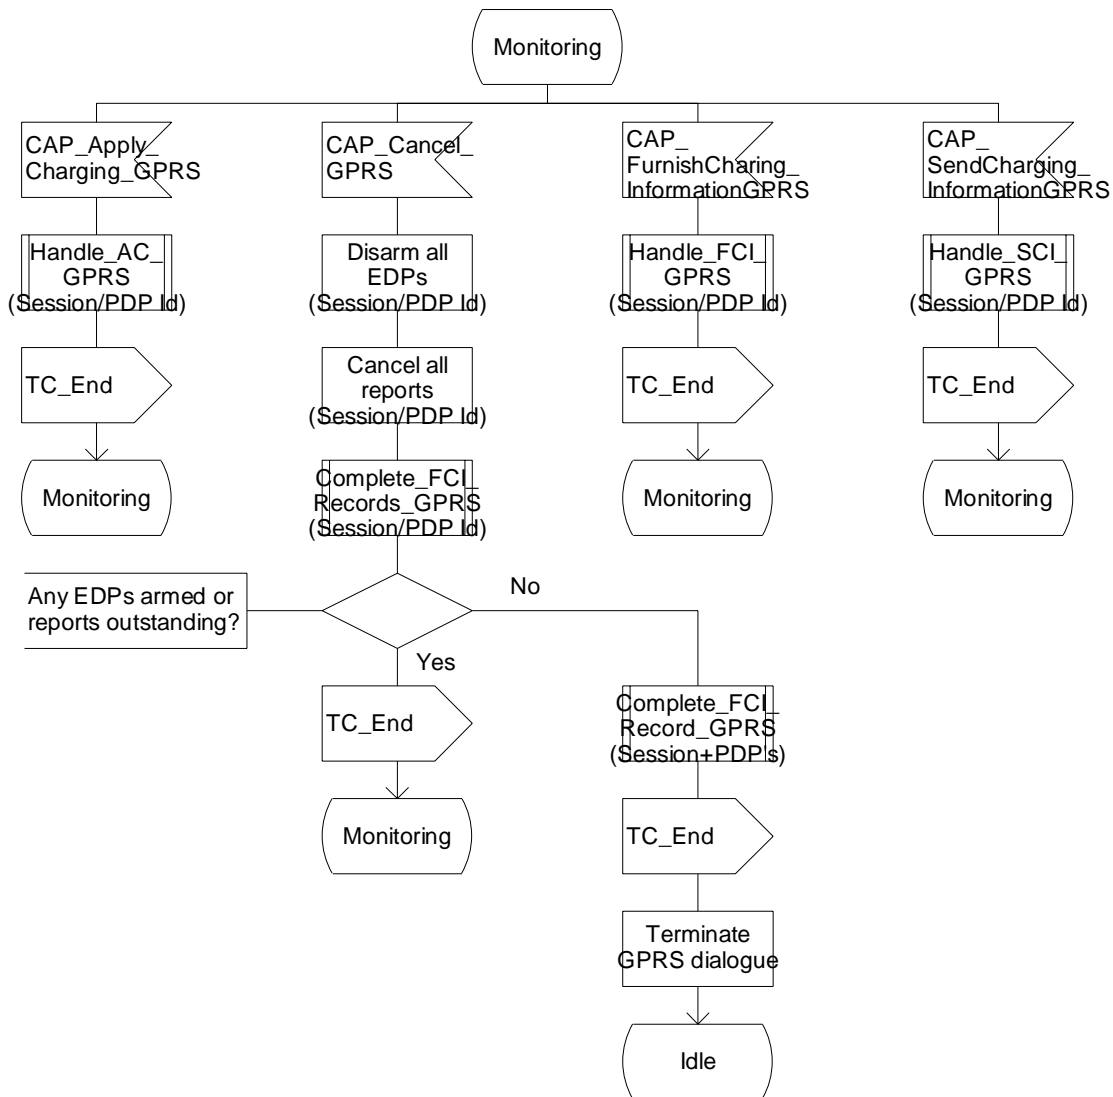 Monitoring
CAP_Apply_
Charging_GPRS
CAP_Cancel_
GPRS
CAP_
FurnishCharing_
InformationGPRS
CAP_
SendCharging_
InformationGPRS
Handle_AC_
GPRS
(Session/PDP Id)
Disarm all
EDPs
(Session/PDP Id)
Handle_FCI_
GPRS
(Session/PDP Id)
Handle_SCI_
GPRS
(Session/PDP Id)
TC_End
Cancel all
reports
(Session/PDP Id)
TC_End
TC_End
Monitoring
Complete_FCI_
Records_GPRS
(Session/PDP Id)
Monitoring
Monitoring
Any EDPs armed or
reports outstanding?
No
Yes
TC_End
Complete_FCI_
Record_GPRS
(Session+PDP's)
Monitoring
TC_End
Terminate
GPRS dialogue
Idle